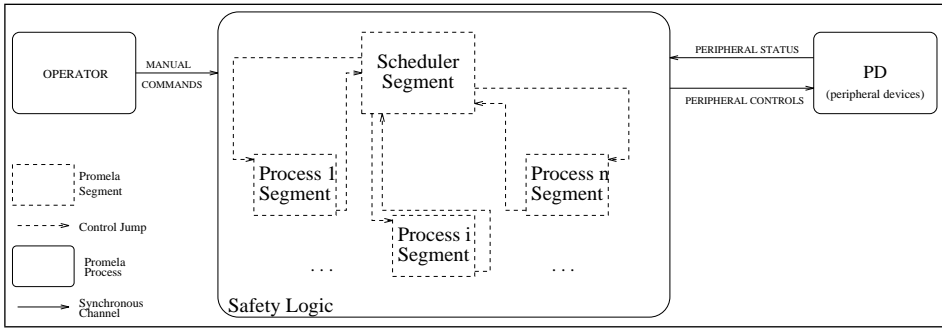 OPERATOR
MANUAL
COMMANDS
Scheduler
Segment
PERIPHERAL STATUS
PERIPHERAL CONTROLS
PD
(peripheral devices)
Process 1
Segment
Process i
Segment
Process n
Segment
. . .
. . .
Safety Logic
Promela
Segment
Control Jump
Promela
Process
Synchronous
Channel